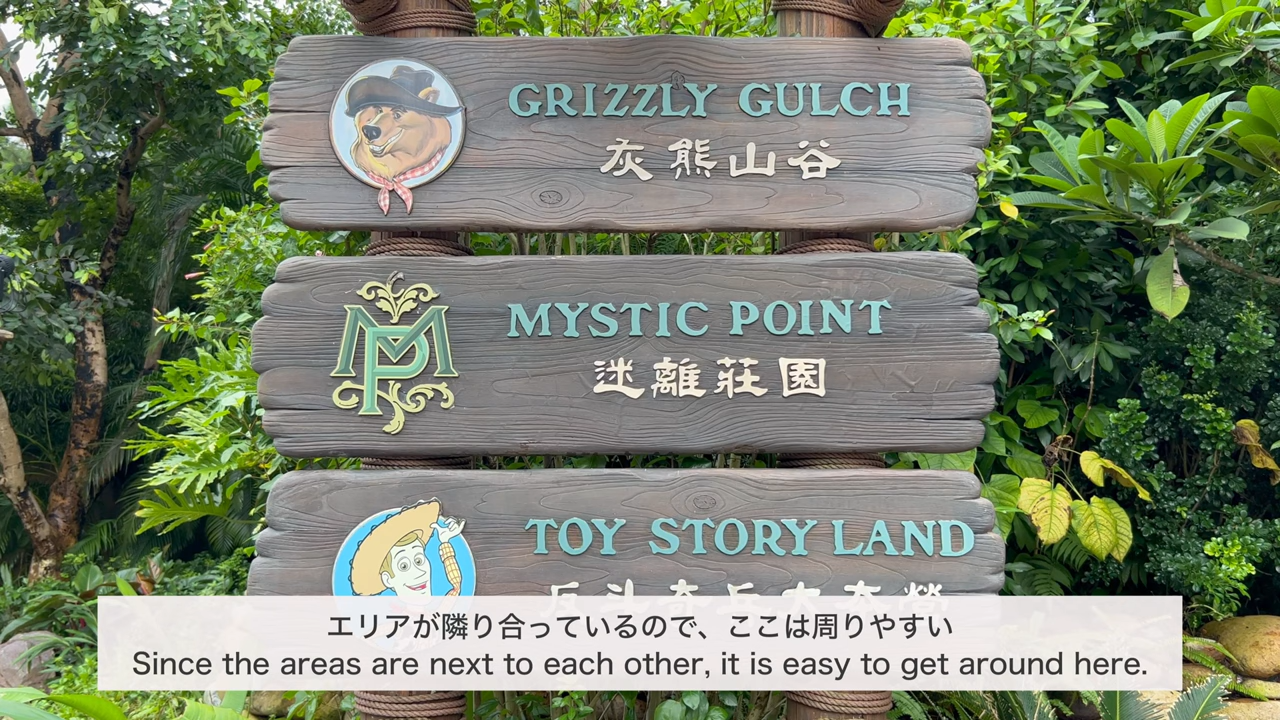 GRIZZLY GULCH
灰熊山谷
MP
MYSTIC POINT
迷離莊園
TOY STORY LAND
エリアが隣り合っているので、ここは周りやすい
Since the areas are next to each other, it is easy to get around here.